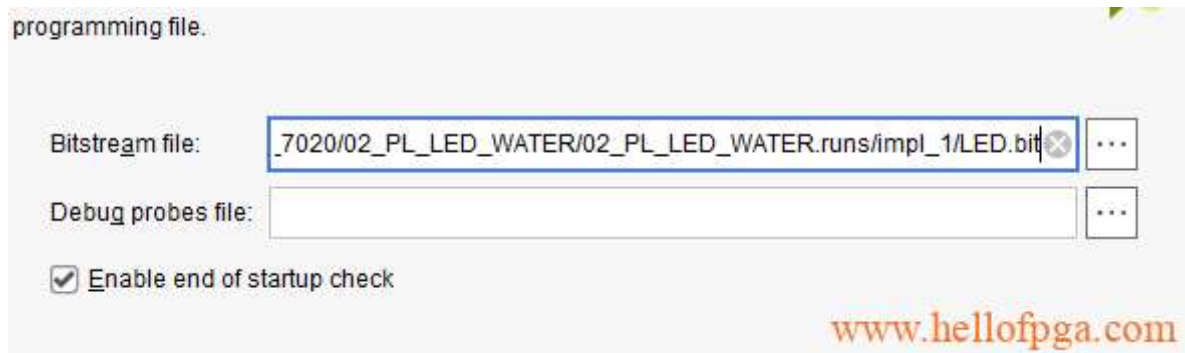 programming file.
Bitstream file: _7020/02_PL_LED_WATER/02_PL_LED_WATER.runs/impl_1/LED.bit ...
Debug probes file: ...
Enable end of startup check
www.hellofpga.com